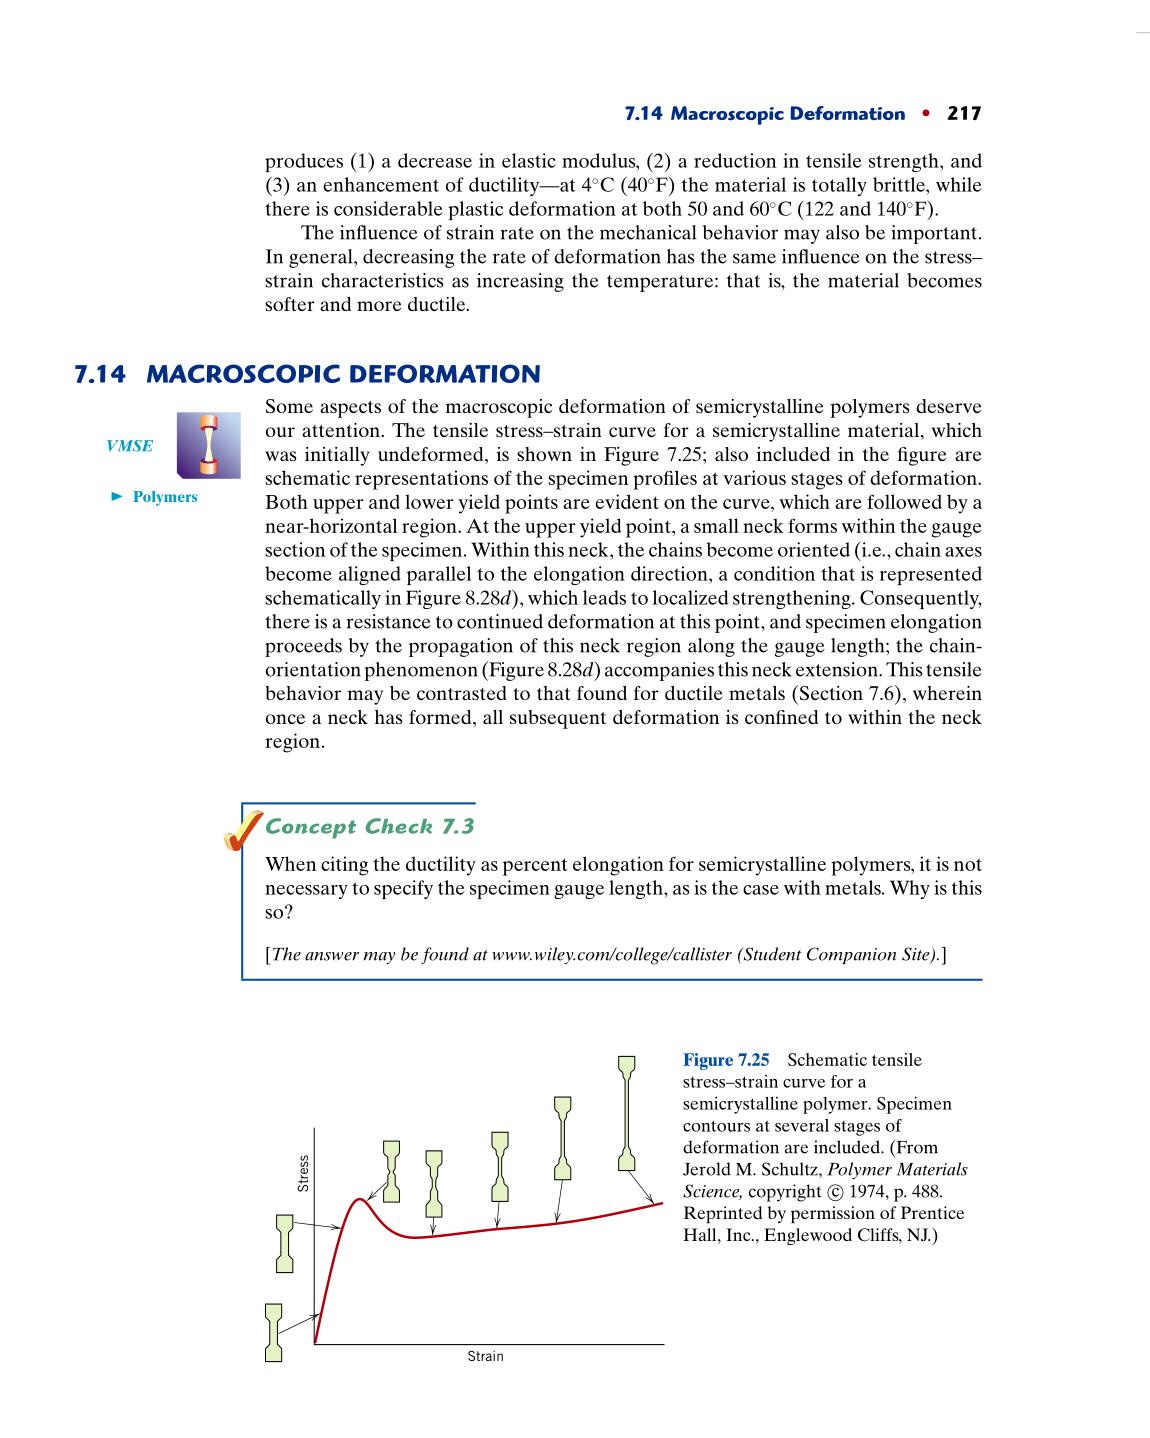 7.14 Macroscopic Deformation • 217
produces (1) a decrease in elastic modulus, (2) a reduction in tensile strength, and
(3) an enhancement of ductility—at 4°C (40°F) the material is totally brittle, while
there is considerable plastic deformation at both 50 and 60°C (122 and 140°F).
The influence of strain rate on the mechanical behavior may also be important.
In general, decreasing the rate of deformation has the same influence on the stress–
strain characteristics as increasing the temperature: that is, the material becomes
softer and more ductile.
7.14 MACROSCOPIC DEFORMATION
VMSE
► Polymers
Some aspects of the macroscopic deformation of semicrystalline polymers deserve
our attention. The tensile stress–strain curve for a semicrystalline material, which
was initially undeformed, is shown in Figure 7.25; also included in the figure are
schematic representations of the specimen profiles at various stages of deformation.
Both upper and lower yield points are evident on the curve, which are followed by a
near-horizontal region. At the upper yield point, a small neck forms within the gauge
section of the specimen. Within this neck, the chains become oriented (i.e., chain axes
become aligned parallel to the elongation direction, a condition that is represented
schematically in Figure 8.28d), which leads to localized strengthening. Consequently,
there is a resistance to continued deformation at this point, and specimen elongation
proceeds by the propagation of this neck region along the gauge length; the chain-
orientation phenomenon (Figure 8.28d) accompanies this neck extension. This tensile
behavior may be contrasted to that found for ductile metals (Section 7.6), wherein
once a neck has formed, all subsequent deformation is confined to within the neck
region.
Concept Check 7.3
When citing the ductility as percent elongation for semicrystalline polymers, it is not
necessary to specify the specimen gauge length, as is the case with metals. Why is this
so?
[The answer may be found at www.wiley.com/college/callister (Student Companion Site).]
Stress
Strain
Figure 7.25 Schematic tensile
stress–strain curve for a
semicrystalline polymer. Specimen
contours at several stages of
deformation are included. (From
Jerold M. Schultz, Polymer Materials
Science, copyright © 1974, p. 488.
Reprinted by permission of Prentice
Hall, Inc., Englewood Cliffs, NJ.)